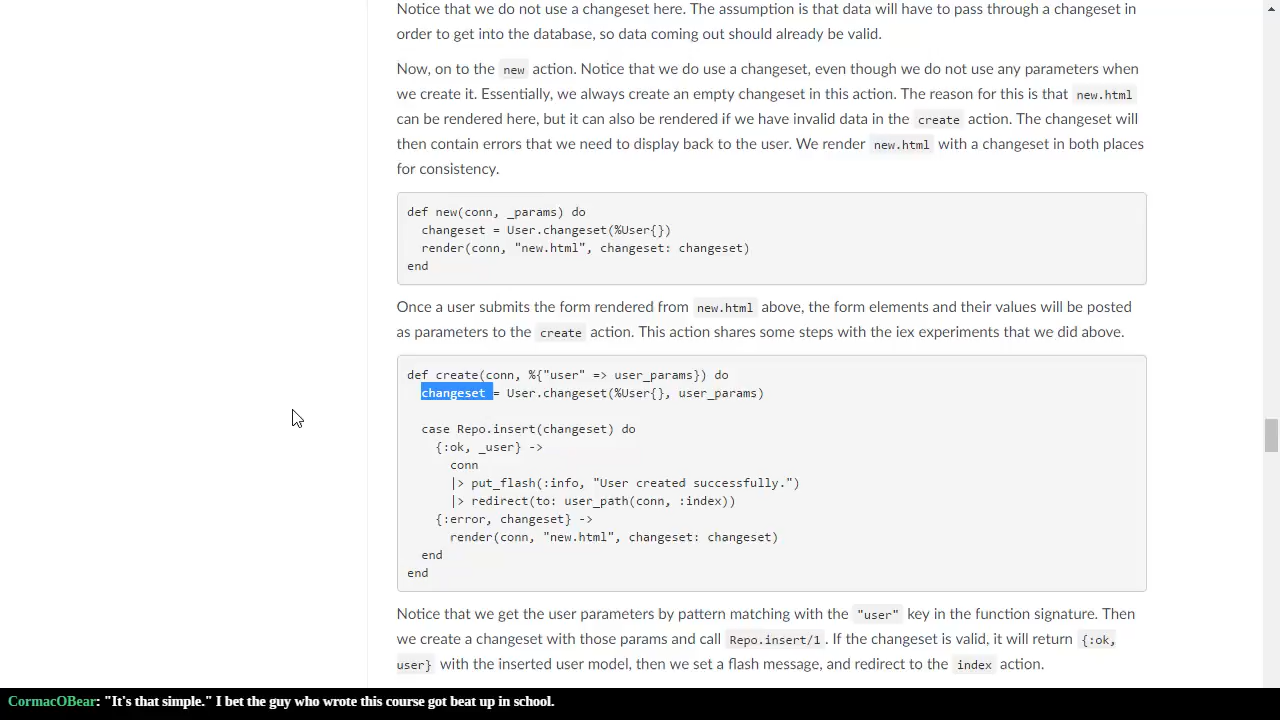 Notice that we do not use a changeset here. The assumption is that data will have to pass through a changeset in
order to get into the database, so data coming out should already be valid.
Now, on to the new action. Notice that we do use a changeset, even though we do not use any parameters when
we create it. Essentially, we always create an empty changeset in this action. The reason for this is that new.html
can be rendered here, but it can also be rendered if we have invalid data in the create action. The changeset will
then contain errors that we need to display back to the user. We render new.html with a changeset in both places
for consistency.
def new(conn, _params) do
  changeset = User.changeset(%User{})
  render(conn, "new.html", changeset: changeset)
end
Once a user submits the form rendered from new.html above, the form elements and their values will be posted
as parameters to the create action. This action shares some steps with the iex experiments that we did above.
def create(conn, %{"user" => user_params}) do
  changeset = User.changeset(%User{}, user_params)
  case Repo.insert(changeset) do
    {:ok, _user} ->
      conn
      |> put_flash(:info, "User created successfully.")
      |> redirect(to: user_path(conn, :index))
    {:error, changeset} ->
      render(conn, "new.html", changeset: changeset)
  end
end
Notice that we get the user parameters by pattern matching with the "user" key in the function signature. Then
we create a changeset with those params and call Repo.insert/1. If the changeset is valid, it will return {:ok,
user} with the inserted user model, then we set a flash message, and redirect to the index action.
CormacOBear: "It's that simple." I bet the guy who wrote this course got beat up in school.